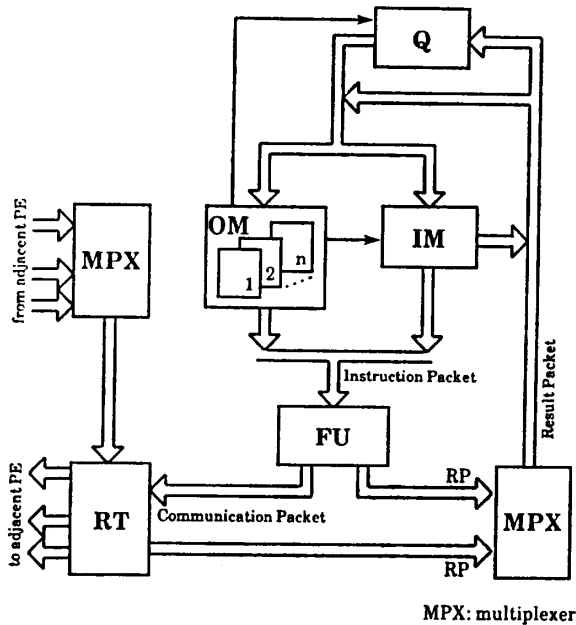 Q
OM
1
2
n
IM
from adjacent PE
MPX
Instruction Packet
Result Packet
FU
to adjacent PE
RT
Communication Packet
RP
RP
MPX
MPX: multiplexer